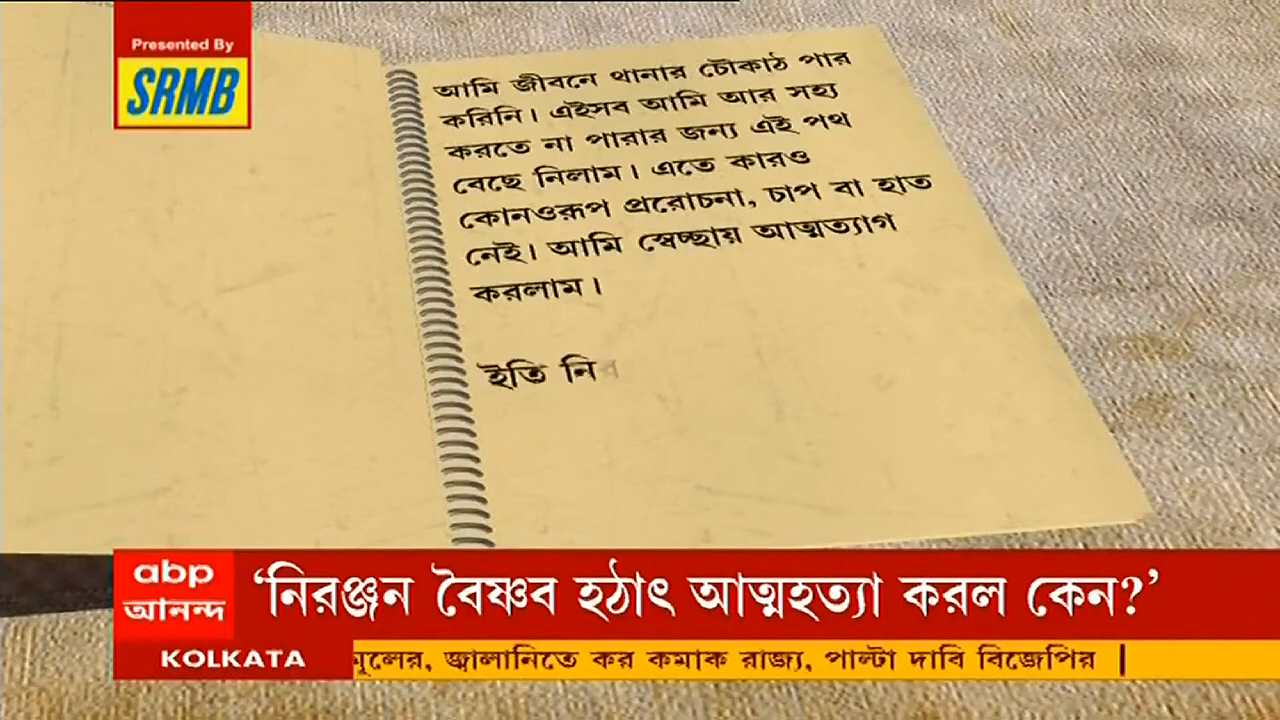 Presented By
SRMB
আমি জীবনে থানার চৌকাঠ পার
করিনি। এইসব আমি আর সহ্য
করতে না পারার জন্য এই পথ
বেছে নিলাম। এতে কারও
কোনওরূপ প্ররোচনা, চাপ বা হাত
নেই। আমি স্বেচ্ছায় আত্মত্যাগ
করলাম।
ইতি নির
abp
আনন্দ
‘নিরঞ্জন বৈষ্ণব হঠাৎ আত্মহত্যা করল কেন?’
KOLKATA
মূলের, জ্বালানিতে কর কমাক রাজ্য, পাল্টা দাবি বিজেপির